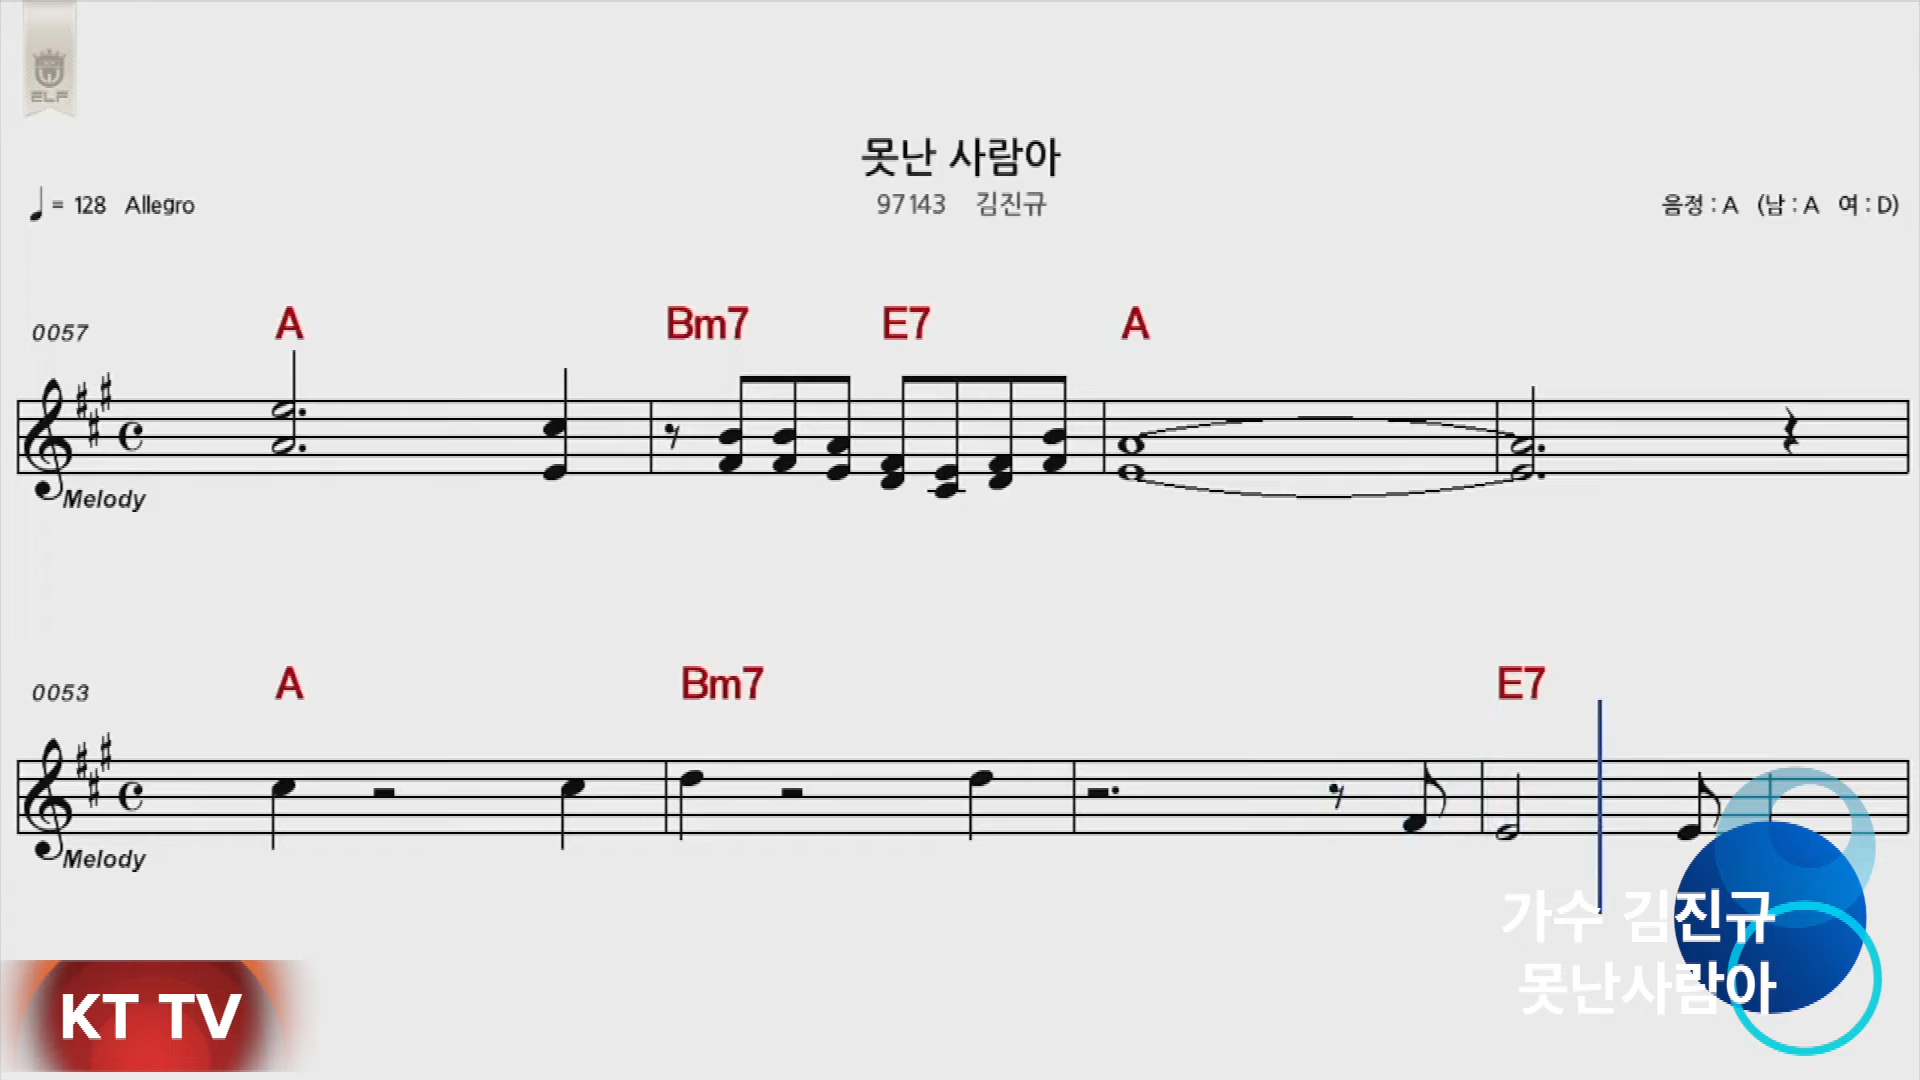 ELF
못난 사람아
♩ = 128 Allegro
97143 김진규
음정 : A (남 : A 여 : D)
0057
A Bm7 E7 A
Melody
0053
A Bm7 E7
Melody
가수 김진규
못난사람아
KT TV